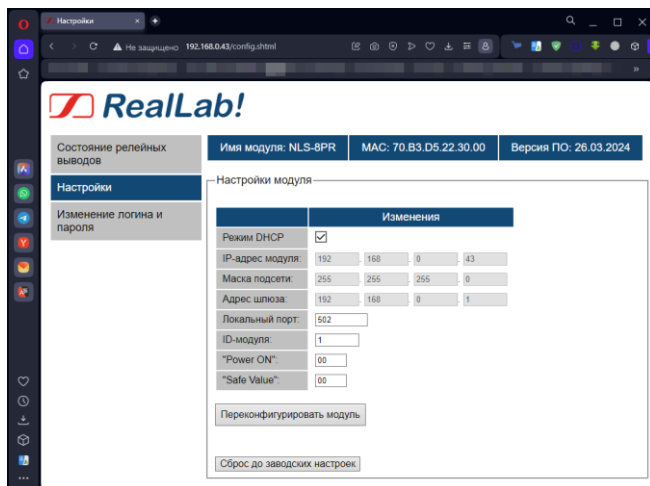 Настройки
Не защищено 192.168.0.43/config.shtml
RealLab!
Состояние релейных
выводов
Настройки
Изменение логина и
пароля
Имя модуля: NLS-8PR
MAC: 70.B3.D5.22.30.00
Версия ПО: 26.03.2024
Настройки модуля
Изменения
Режим DHCP
IP-адрес модуля: 192 . 168 . 0 . 43
Маска подсети: 255 . 255 . 255 . 0
Адрес шлюза: 192 . 168 . 0 . 1
Локальный порт: 502
ID-модуля: 1
"Power ON": 00
"Safe Value": 00
Переконфигурировать модуль
Сброс до заводских настроек